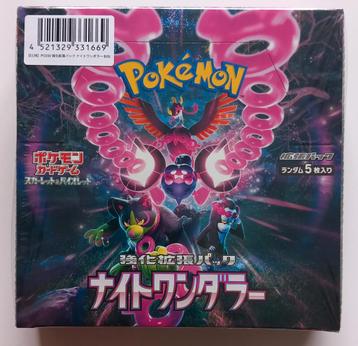 4 521329 331669
POKÉMON
ポケモン
カードゲーム
スカーレット&バイオレット
拡張パック
ランダム5枚入り
強化拡張パック
ナイトワンダラー